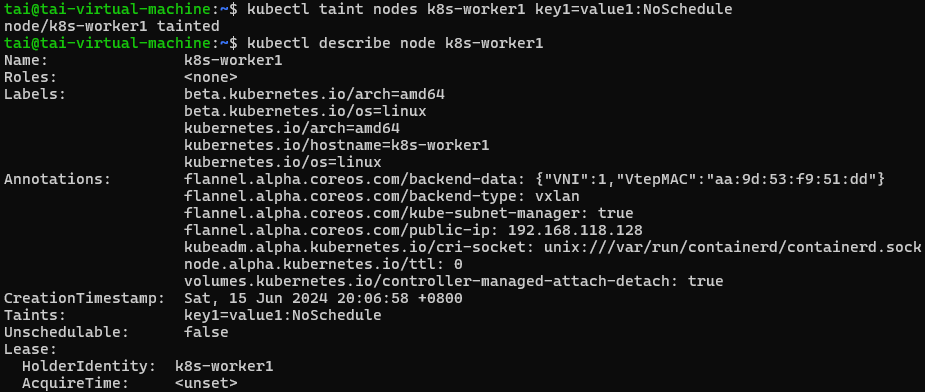 tai@tai-virtual-machine:~$ kubectl taint nodes k8s-worker1 key1=value1:NoSchedule
node/k8s-worker1 tainted
tai@tai-virtual-machine:~$ kubectl describe node k8s-worker1
Name:               k8s-worker1
Roles:              <none>
Labels:             beta.kubernetes.io/arch=amd64
                    beta.kubernetes.io/os=linux
                    kubernetes.io/arch=amd64
                    kubernetes.io/hostname=k8s-worker1
                    kubernetes.io/os=linux
Annotations:        flannel.alpha.coreos.com/backend-data: {"VNI":1,"VtepMAC":"aa:9d:53:f9:51:dd"}
                    flannel.alpha.coreos.com/backend-type: vxlan
                    flannel.alpha.coreos.com/kube-subnet-manager: true
                    flannel.alpha.coreos.com/public-ip: 192.168.118.128
                    kubeadm.alpha.kubernetes.io/cri-socket: unix:///var/run/containerd/containerd.sock
                    node.alpha.kubernetes.io/ttl: 0
                    volumes.kubernetes.io/controller-managed-attach-detach: true
CreationTimestamp:  Sat, 15 Jun 2024 20:06:58 +0800
Taints:             key1=value1:NoSchedule
Unschedulable:      false
Lease:
  HolderIdentity:  k8s-worker1
  AcquireTime:     <unset>